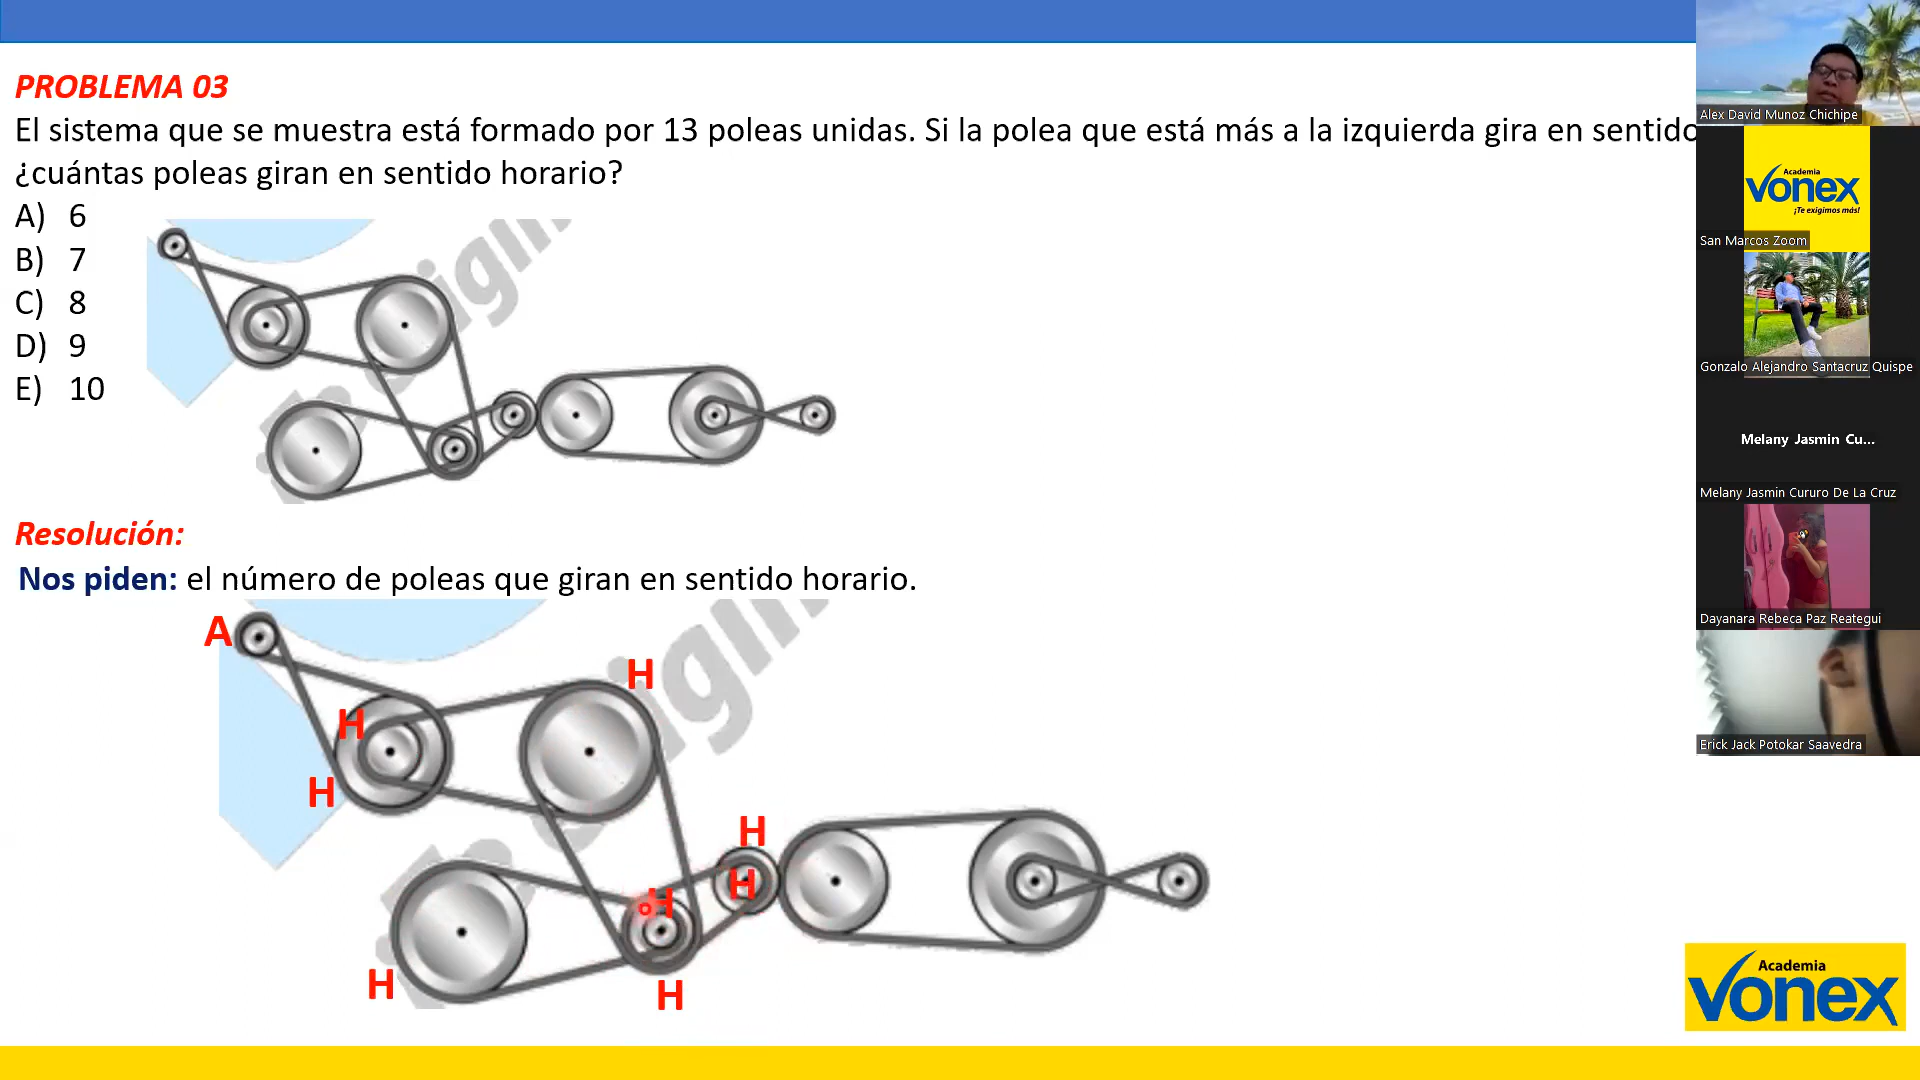 PROBLEMA 03
El sistema que se muestra está formado por 13 poleas unidas. Si la polea que está más a la izquierda gira en sentido
¿cuántas poleas giran en sentido horario?
A) 6
B) 7
C) 8
D) 9
E) 10
Resolución:
Nos piden: el número de poleas que giran en sentido horario.
A
H
H
H
H
H
H
H
H
Alex David Munoz Chichipe
Academia
vonex
¡Te exigimos más!
San Marcos Zoom
Gonzalo Alejandro Santacruz Quispe
Melany Jasmin Cu...
Melany Jasmin Cururo De La Cruz
Dayanara Rebeca Paz Reategui
Erick Jack Potokar Saavedra
Academia
vonex